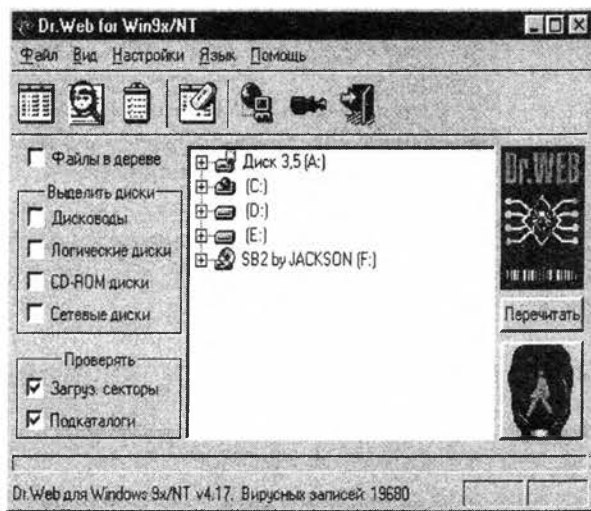 Dr.Web for Win9x/NT
Файл Вид Настройки Язык Помощь
Файлы в дереве
Выделить диски
Дисководы
Логические диски
CD-ROM диски
Сетевые диски
Проверять
Загруз. секторы
Подкаталоги
Диск 3,5 (A:)
(C:)
(D:)
(E:)
SB2 by JACKSON (F:)
Dr.WEB
Перечитать
Dr.Web для Windows 9x/NT v4.17. Вирусных записей: 19680